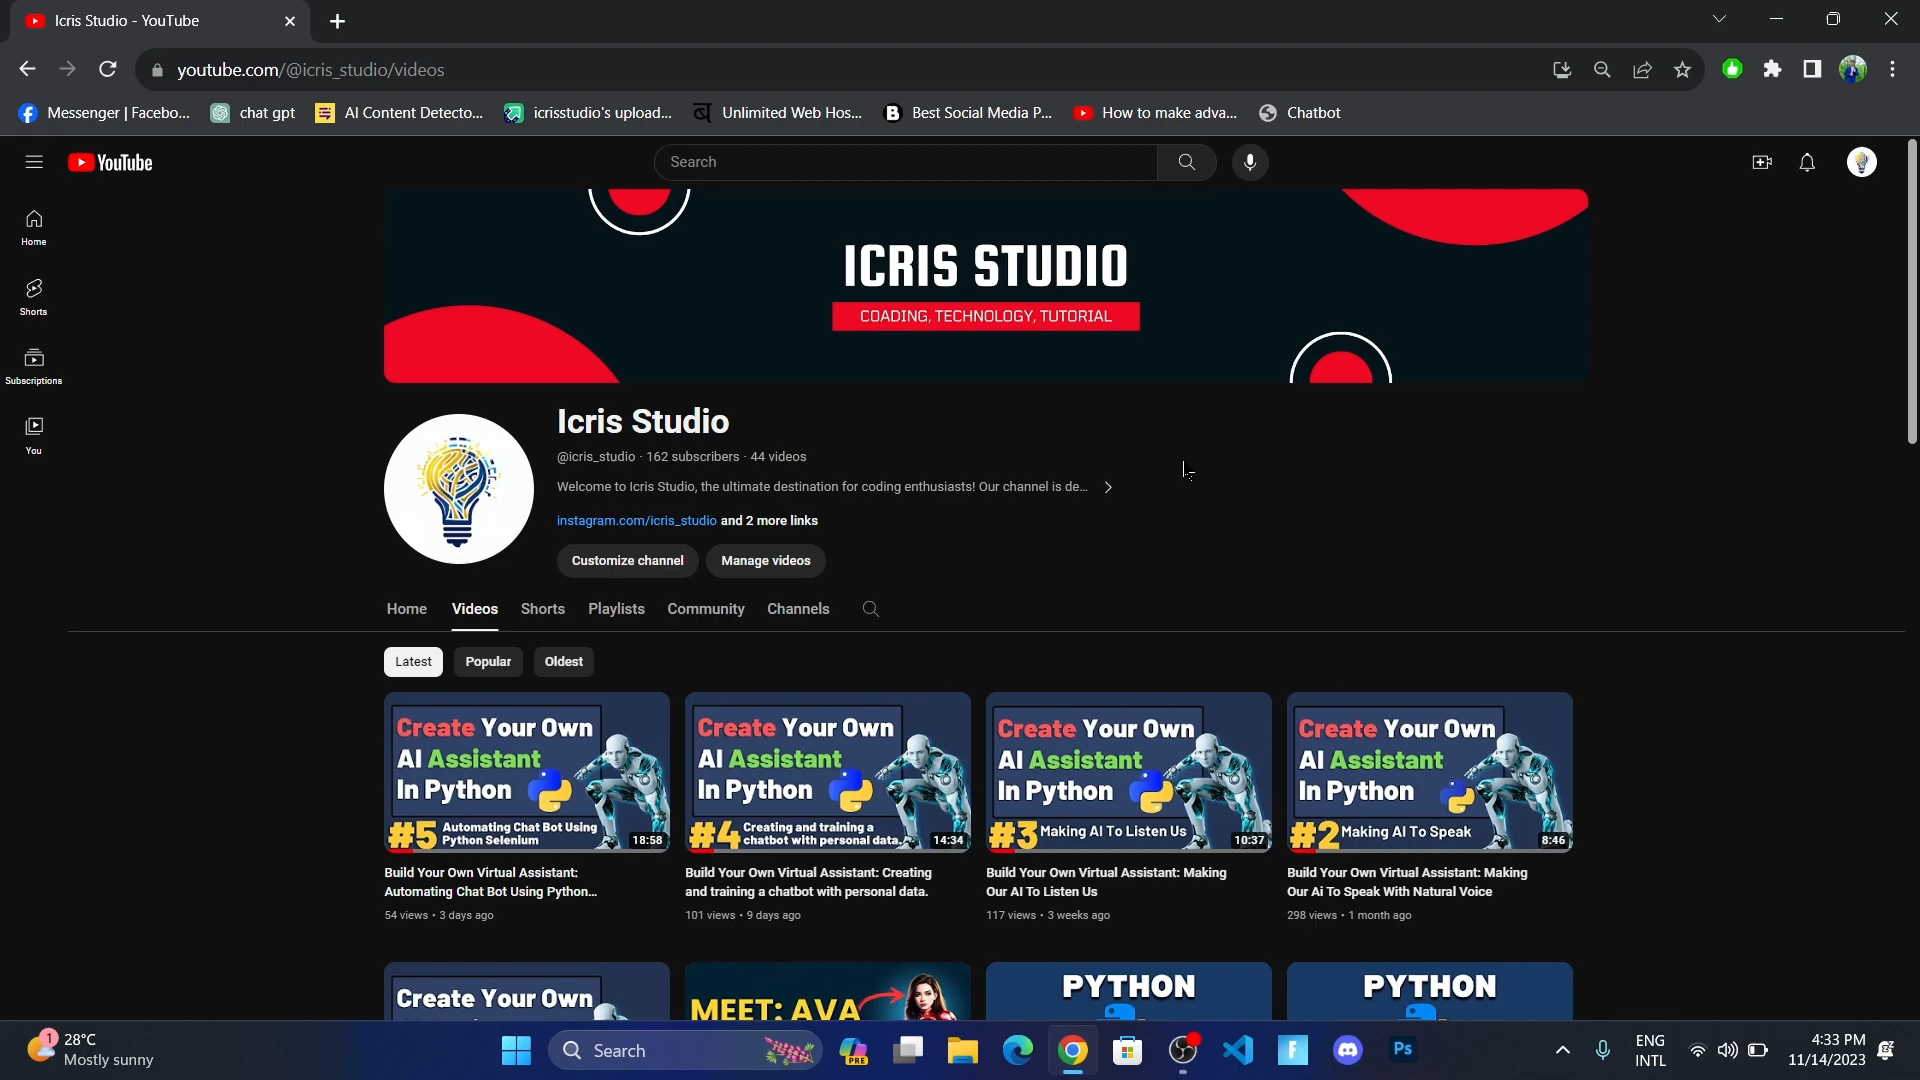 Icris Studio - YouTube
youtube.com/@icris_studio/videos
Messenger | Facebo...
chat gpt
AI Content Detecto...
icrisstudio's upload...
Unlimited Web Hos...
B
Best Social Media P...
How to make adva...
Chatbot
YouTube
Search
Home
Shorts
Subscriptions
You
ICRIS STUDIO
COADING, TECHNOLOGY, TUTORIAL
Icris Studio
@icris_studio · 162 subscribers · 44 videos
Welcome to Icris Studio, the ultimate destination for coding enthusiasts! Our channel is de...
instagram.com/icris_studio and 2 more links
Customize channel
Manage videos
Home
Videos
Shorts
Playlists
Community
Channels
Latest
Popular
Oldest
Create Your Own
AI Assistant
In Python
#5 Automating Chat Bot Using
Python Selenium
18:58
Build Your Own Virtual Assistant:
Automating Chat Bot Using Python...
54 views • 3 days ago
Create Your Own
AI Assistant
In Python
#4 Creating and training a
chatbot with personal data.
14:34
Build Your Own Virtual Assistant: Creating
and training a chatbot with personal data.
101 views • 9 days ago
Create Your Own
AI Assistant
In Python
#3 Making AI To Listen Us
10:37
Build Your Own Virtual Assistant: Making
Our AI To Listen Us
117 views • 3 weeks ago
Create Your Own
AI Assistant
In Python
#2 Making AI To Speak
8:46
Build Your Own Virtual Assistant: Making
Our Ai To Speak With Natural Voice
298 views • 1 month ago
Create Your Own
MEET: AVA
PYTHON
PYTHON
1
28°C
Mostly sunny
Search
PRE
F
Ps
ENG
INTL
4:33 PM
11/14/2023